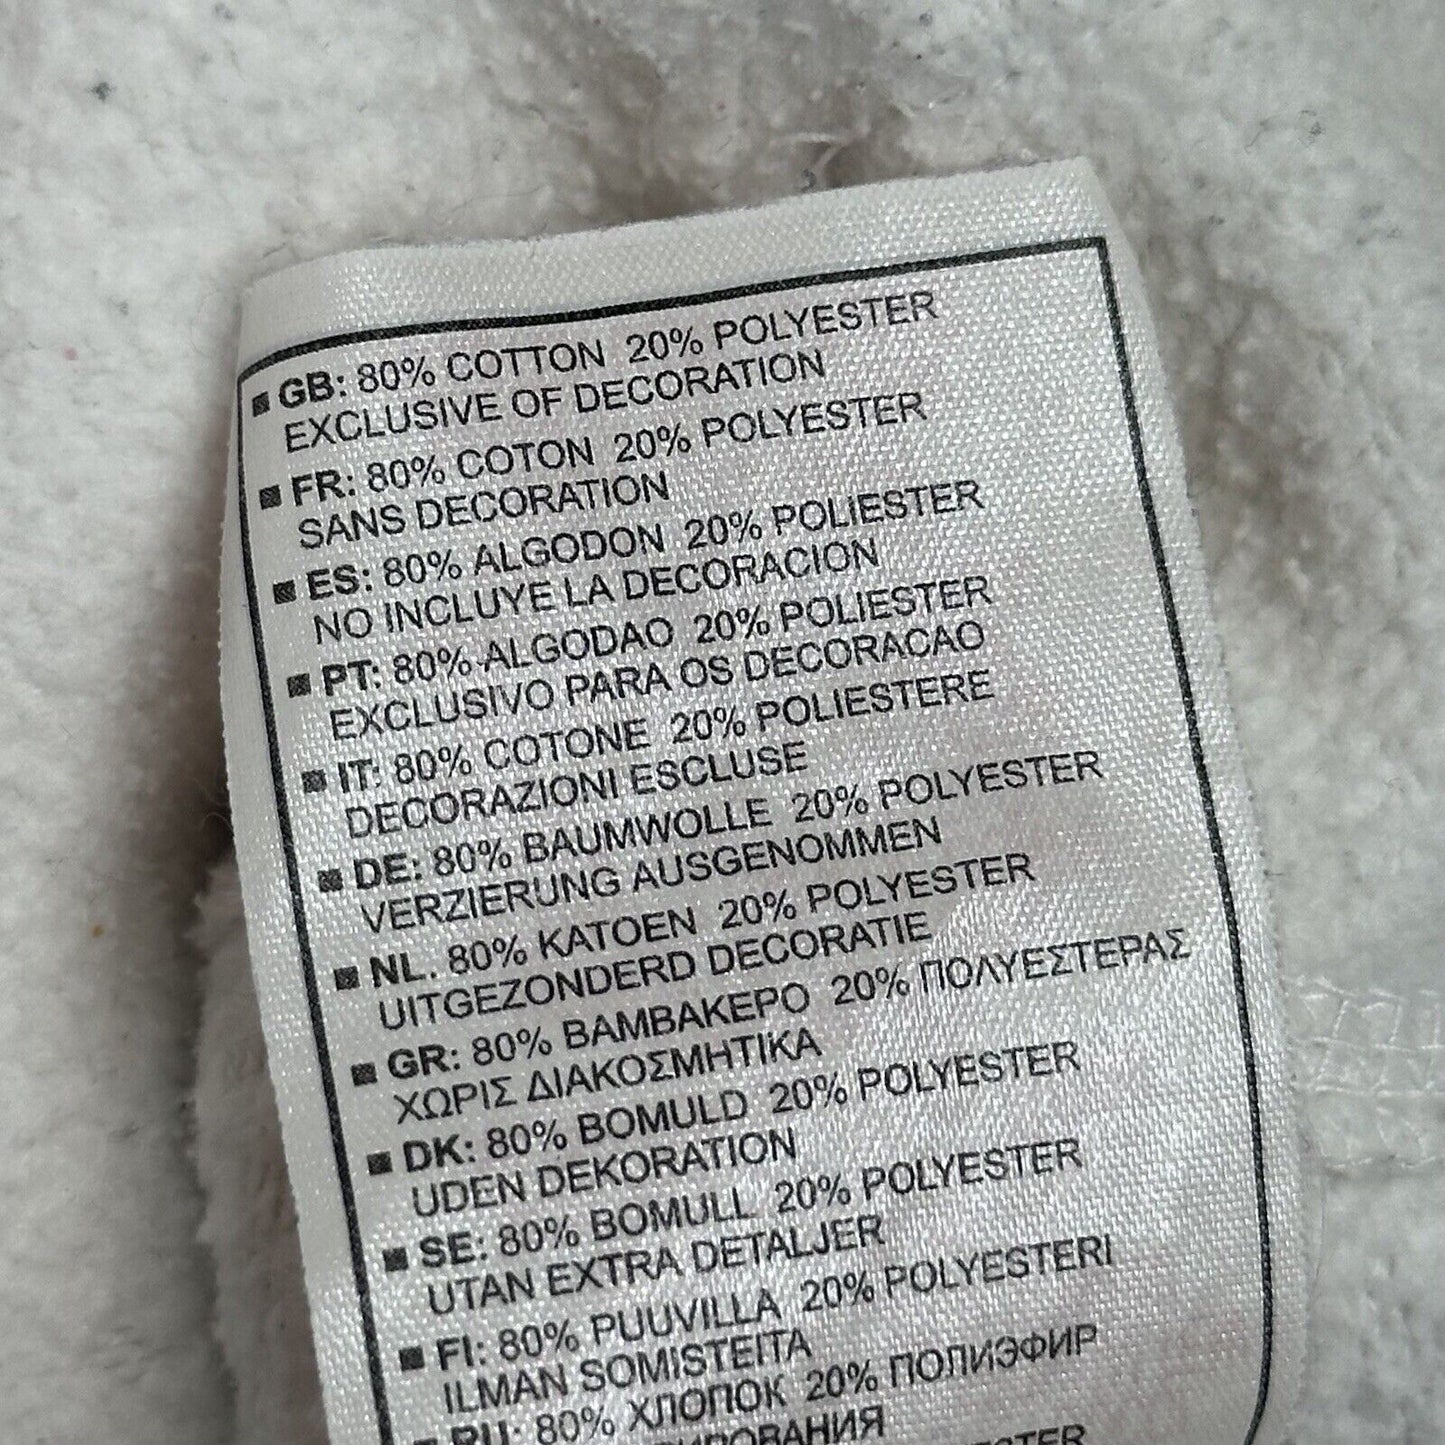 ■ GB: 80% COTTON 20% POLYESTER
EXCLUSIVE OF DECORATION
■ FR: 80% COTON 20% POLYESTER
SANS DECORATION
■ ES: 80% ALGODON 20% POLIESTER
NO INCLUYE LA DECORACION
■ PT: 80% ALGODAO 20% POLIESTER
EXCLUSIVO PARA OS DECORACAO
■ IT: 80% COTONE 20% POLIESTERE
DECORAZIONI ESCLUSE
■ DE: 80% BAUMWOLLE 20% POLYESTER
VERZIERUNG AUSGENOMMEN
■ NL. 80% KATOEN 20% POLYESTER
UITGEZONDERD DECORATIE
■ GR: 80% ΒΑΜΒΑΚΕΡΟ 20% ΠΟΛΥΕΣΤΕΡΑΣ
ΧΩΡΙΣ ΔΙΑΚΟΣΜΗΤΙΚΑ
■ DK: 80% BOMULD 20% POLYESTER
UDEN DEKORATION
■ SE: 80% BOMULL 20% POLYESTER
UTAN EXTRA DETALJER
■ FI: 80% PUUVILLA 20% POLYESTERI
ILMAN SOMISTEITA
■ RU: 80% ХЛОПОК 20% ПОЛИЭФИР